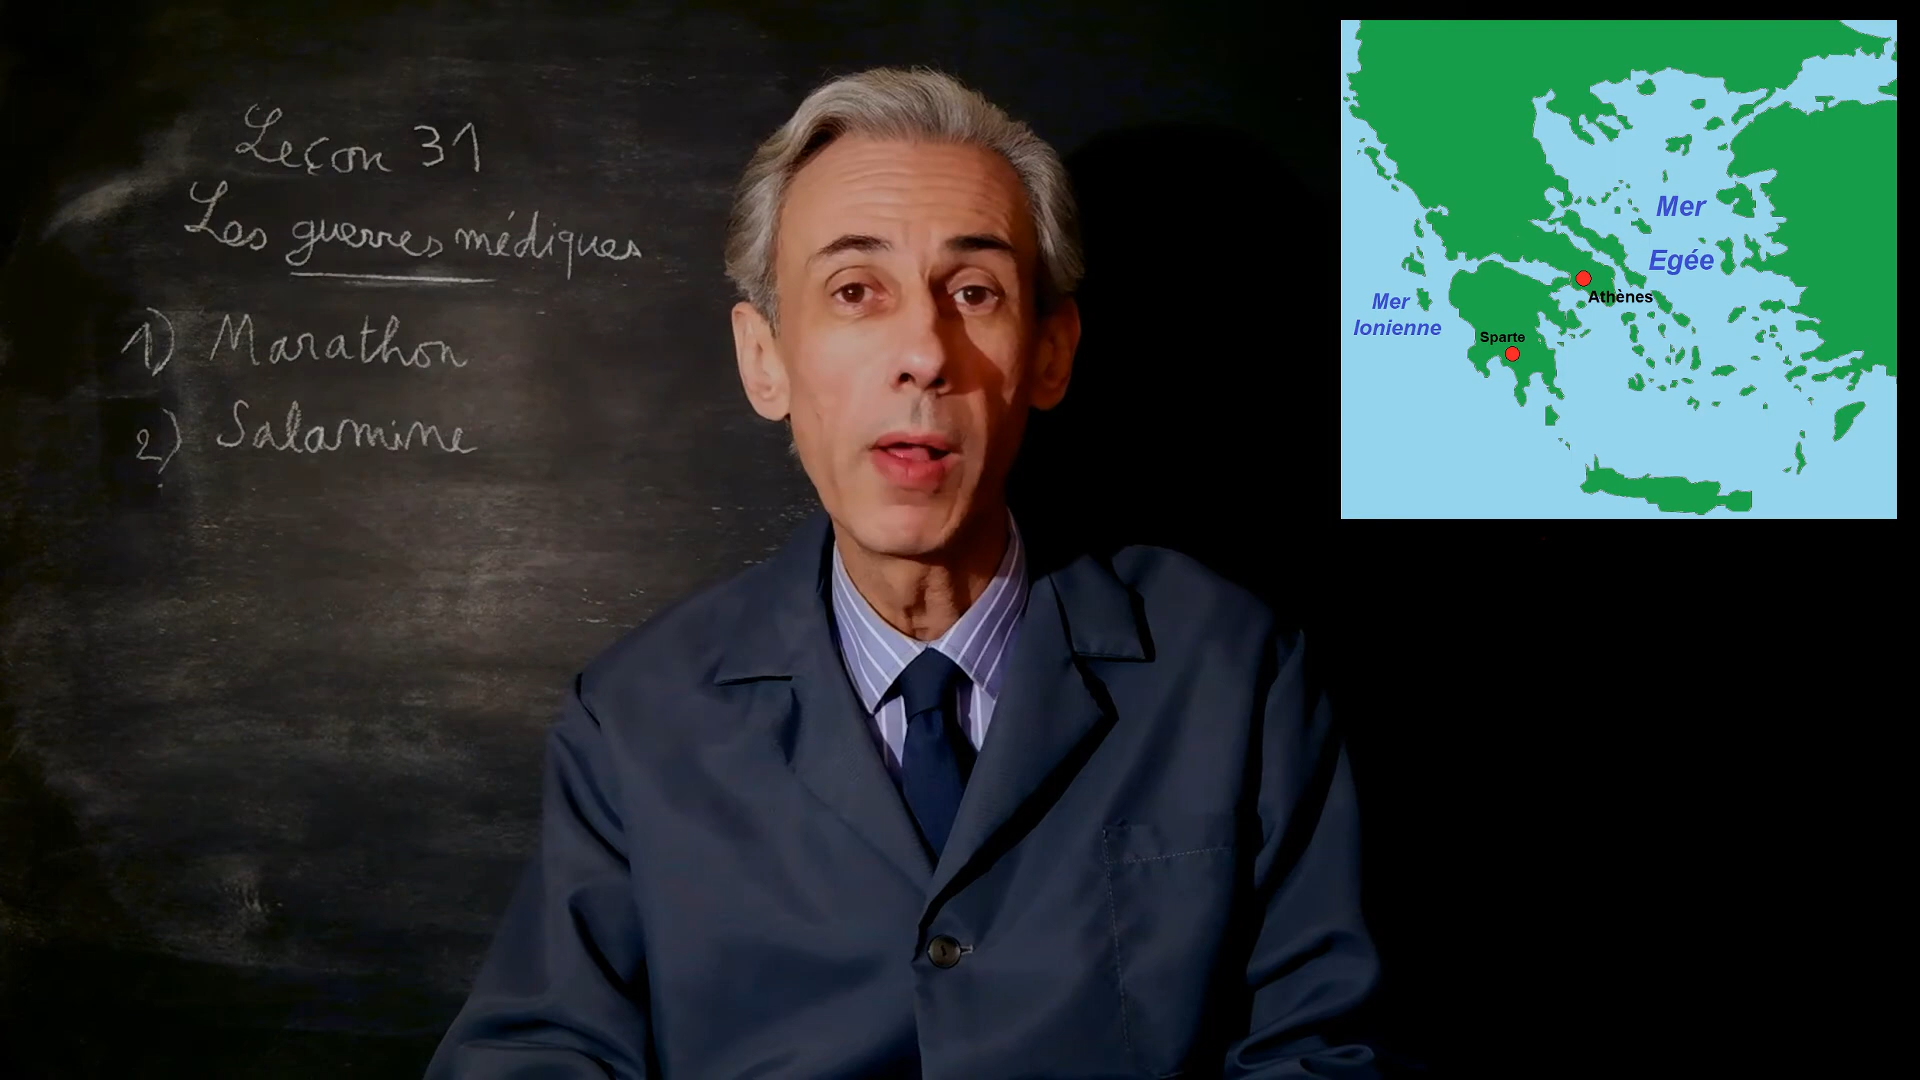 Leçon 31
Les guerres médiques
1) Marathon
2) Salamine
Mer
Egée
Mer
Ionienne
Athènes
Sparte